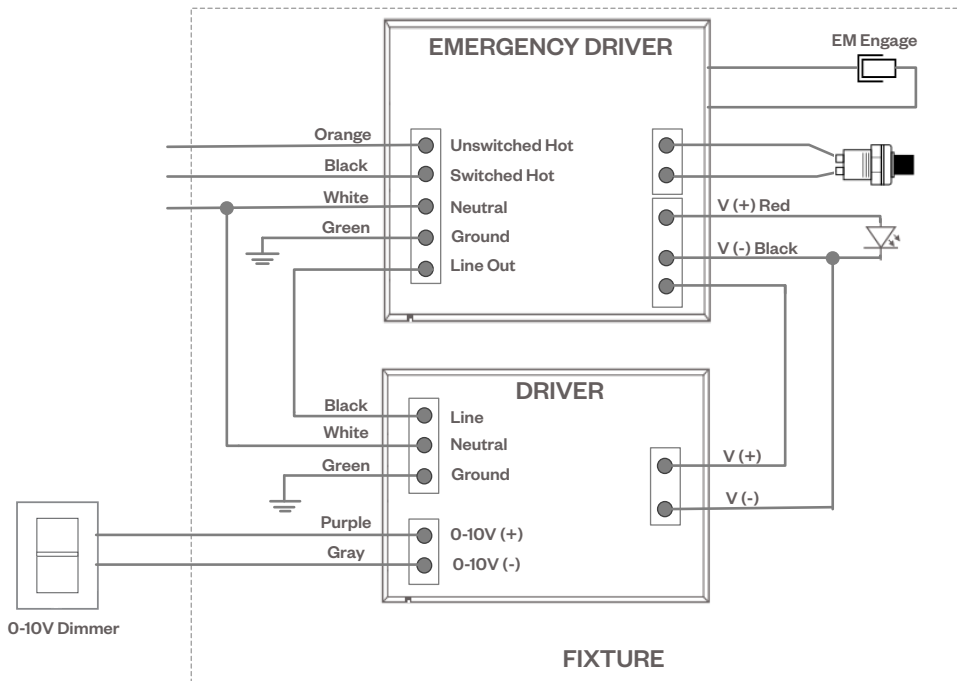 EMERGENCY DRIVER
EM Engage
Orange
Unswitched Hot
Black
Switched Hot
White
Neutral
V (+) Red
Green
Ground
V (-) Black
Line Out
DRIVER
Black
Line
White
Neutral
V (+)
Green
Ground
V (-)
Purple
0-10V (+)
Gray
0-10V (-)
0-10V Dimmer
FIXTURE